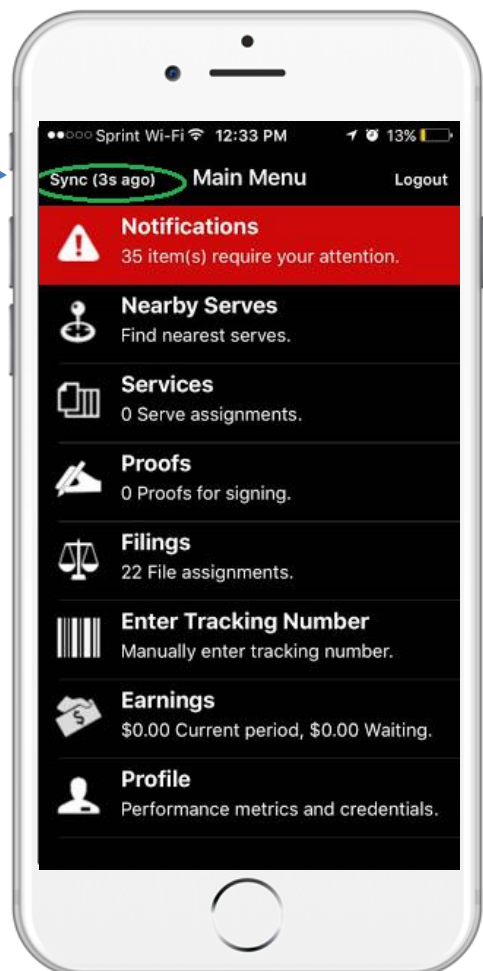 Sprint Wi-Fi 12:33 PM 13%
Sync (3s ago) Main Menu Logout
Notifications
35 item(s) require your attention.
Nearby Serves
Find nearest serves.
Services
0 Serve assignments.
Proofs
0 Proofs for signing.
Filings
22 File assignments.
Enter Tracking Number
Manually enter tracking number.
Earnings
$0.00 Current period, $0.00 Waiting.
Profile
Performance metrics and credentials.